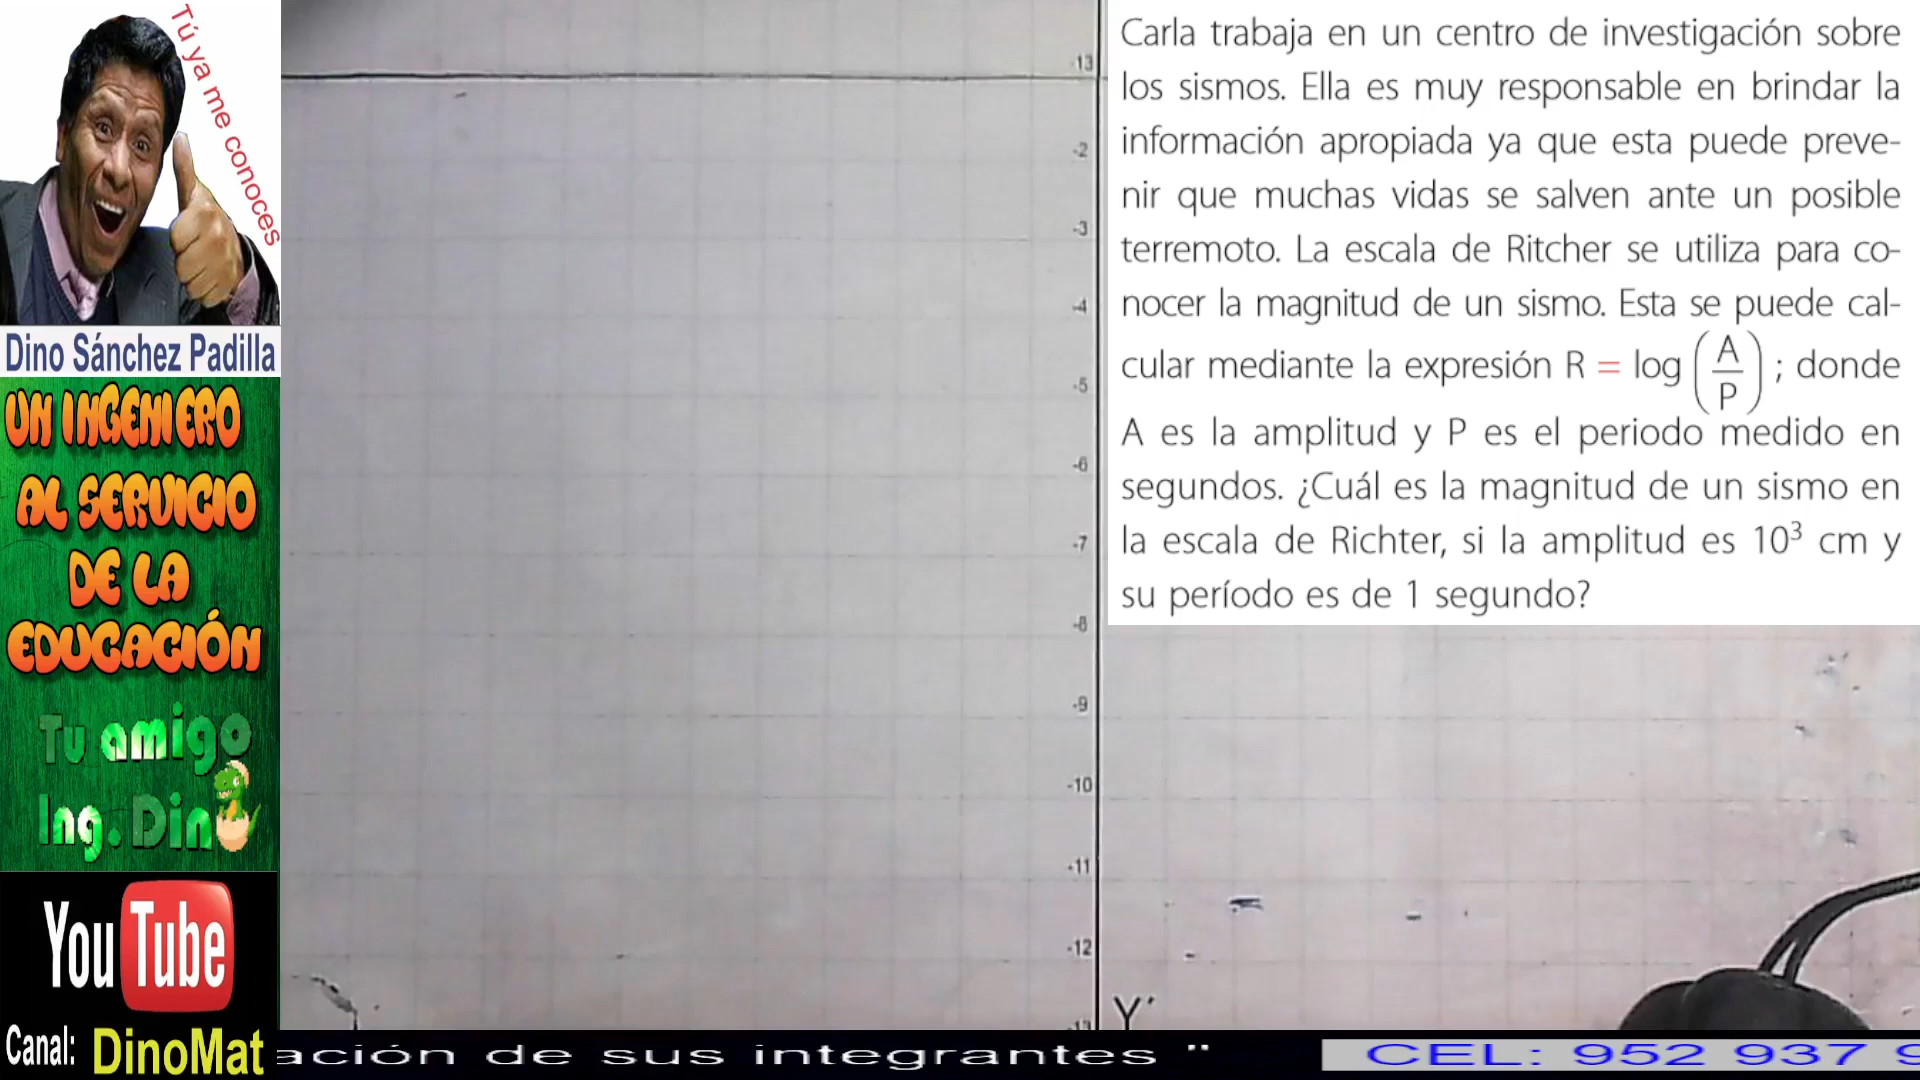 Tú ya me conoces
Dino Sánchez Padilla
UN INGENIERO
AL SERVICIO
DE LA
EDUCACIÓN
Tu amigo
Ing. Dino
YouTube
Canal: DinoMat
-13
-2
-3
-4
-5
-6
-7
-8
-9
-10
-11
-12
-13
Y´
Carla trabaja en un centro de investigación sobre
los sismos. Ella es muy responsable en brindar la
información apropiada ya que esta puede preve-
nir que muchas vidas se salven ante un posible
terremoto. La escala de Ritcher se utiliza para co-
nocer la magnitud de un sismo. Esta se puede cal-
cular mediante la expresión R = log (A/P) ; donde
A es la amplitud y P es el periodo medido en
segundos. ¿Cuál es la magnitud de un sismo en
la escala de Richter, si la amplitud es 10³ cm y
su período es de 1 segundo?
ación de sus integrantes "
CEL: 952 937 9